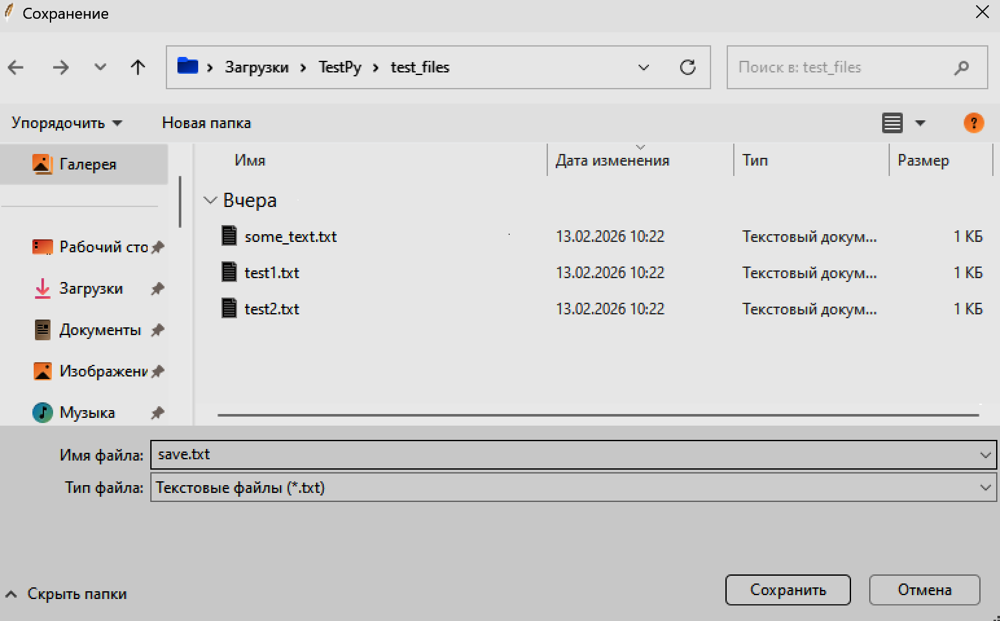 Сохранение
Загрузки TestPy test_files
Поиск в: test_files
Упорядочить Новая папка
?
Галерея
Рабочий сто
Загрузки
Документы
Изображени
Музыка
Имя Дата изменения Тип Размер
Вчера
some_text.txt 13.02.2026 10:22 Текстовый докум... 1 КБ
test1.txt 13.02.2026 10:22 Текстовый докум... 1 КБ
test2.txt 13.02.2026 10:22 Текстовый докум... 1 КБ
Имя файла: save.txt
Тип файла: Текстовые файлы (*.txt)
Скрыть папки Сохранить Отмена